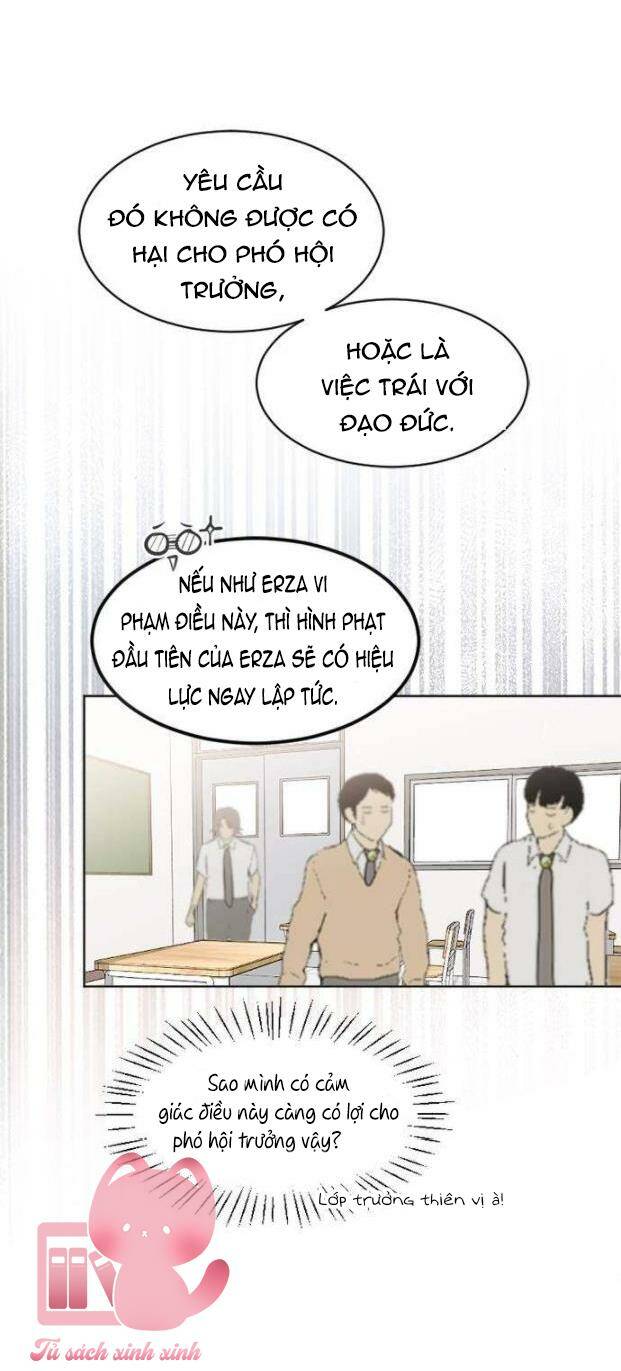 YÊU CẦU
ĐÓ KHÔNG ĐƯỢC CÓ
HẠI CHO PHÓ HỘI
TRƯỞNG,
HOẶC LÀ
VIỆC TRÁI VỚI
ĐẠO ĐỨC.
NẾU NHƯ ERZA VI
PHẠM ĐIỀU NÀY, THÌ HÌNH PHẠT
ĐẦU TIÊN CỦA ERZA SẼ CÓ HIỆU
LỰC NGAY LẬP TỨC.
Sao mình có cảm
giác điều này càng có lợi cho
phó hội trưởng vậy?
Lớp trưởng thiên vị à!
Tủ sách xinh xinh